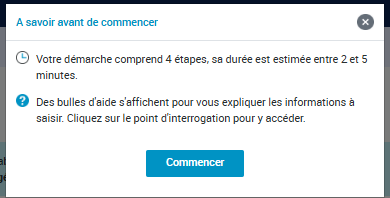 A savoir avant de commencer
Votre démarche comprend 4 étapes, sa durée est estimée entre 2 et 5
minutes.
Des bulles d'aide s'affichent pour vous expliquer les informations à
saisir. Cliquez sur le point d'interrogation pour y accéder.
Commencer